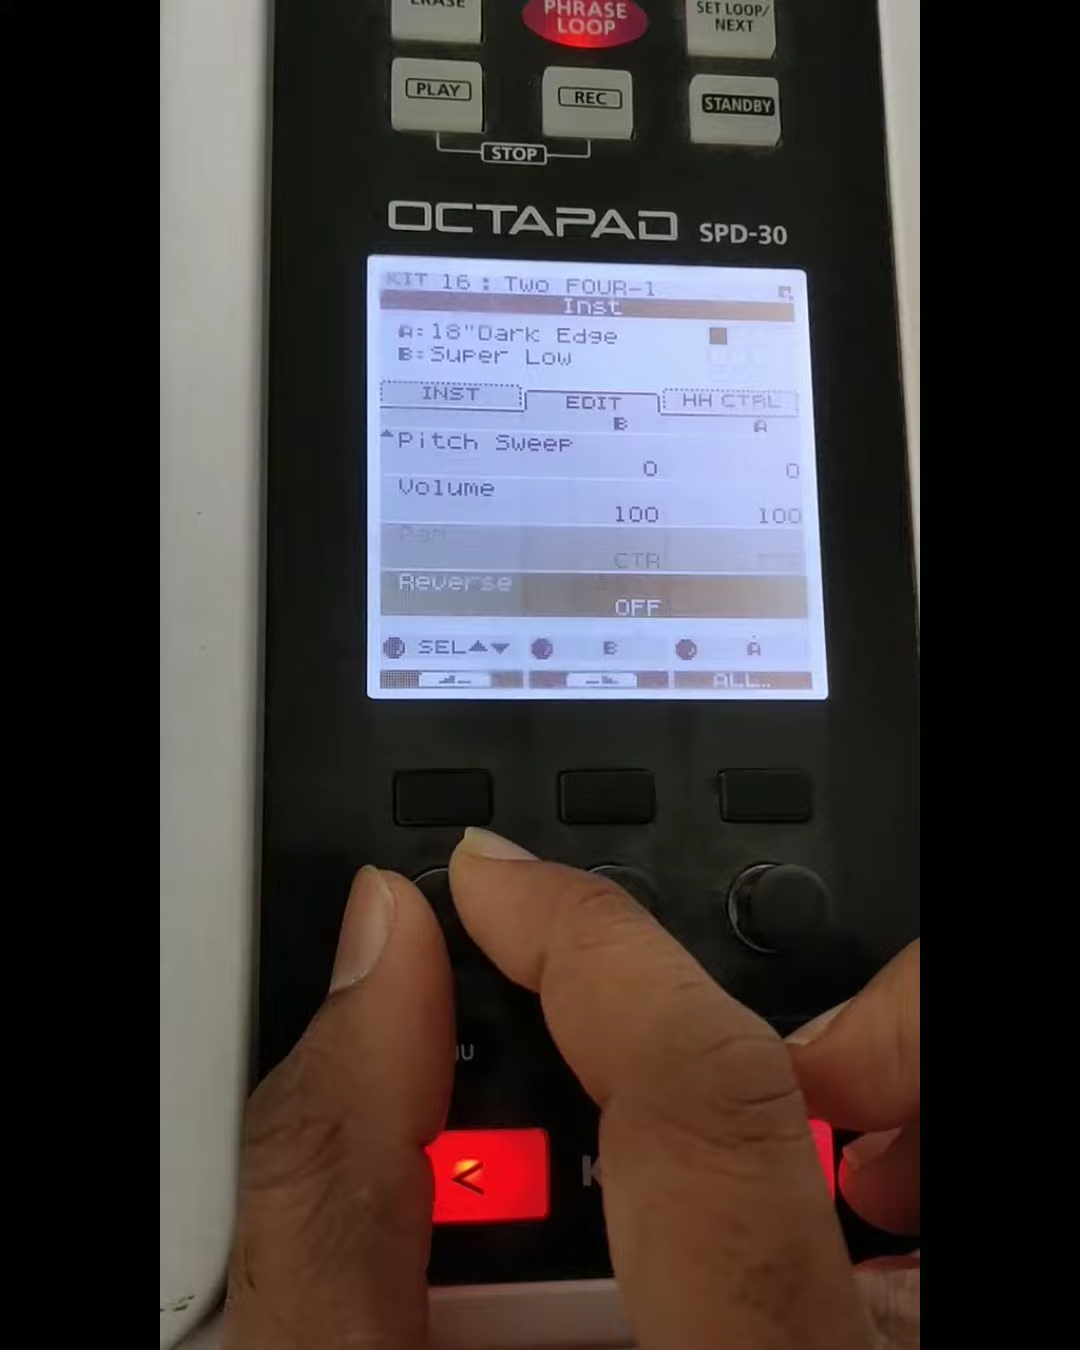 ERASE
PHRASE
LOOP
SET LOOP/
NEXT
PLAY
REC
STANDBY
STOP
OCTAPAD SPD-30
KIT 16 : Two FOUR-1
Inst
A:18"Dark Edge
B:Super Low
INST EDIT HH CTRL
B A
Pitch Sweep
0 0
Volume
100 100
Pan
CTR
Reverse
OFF
SEL▲▼ B A
ALL..
<